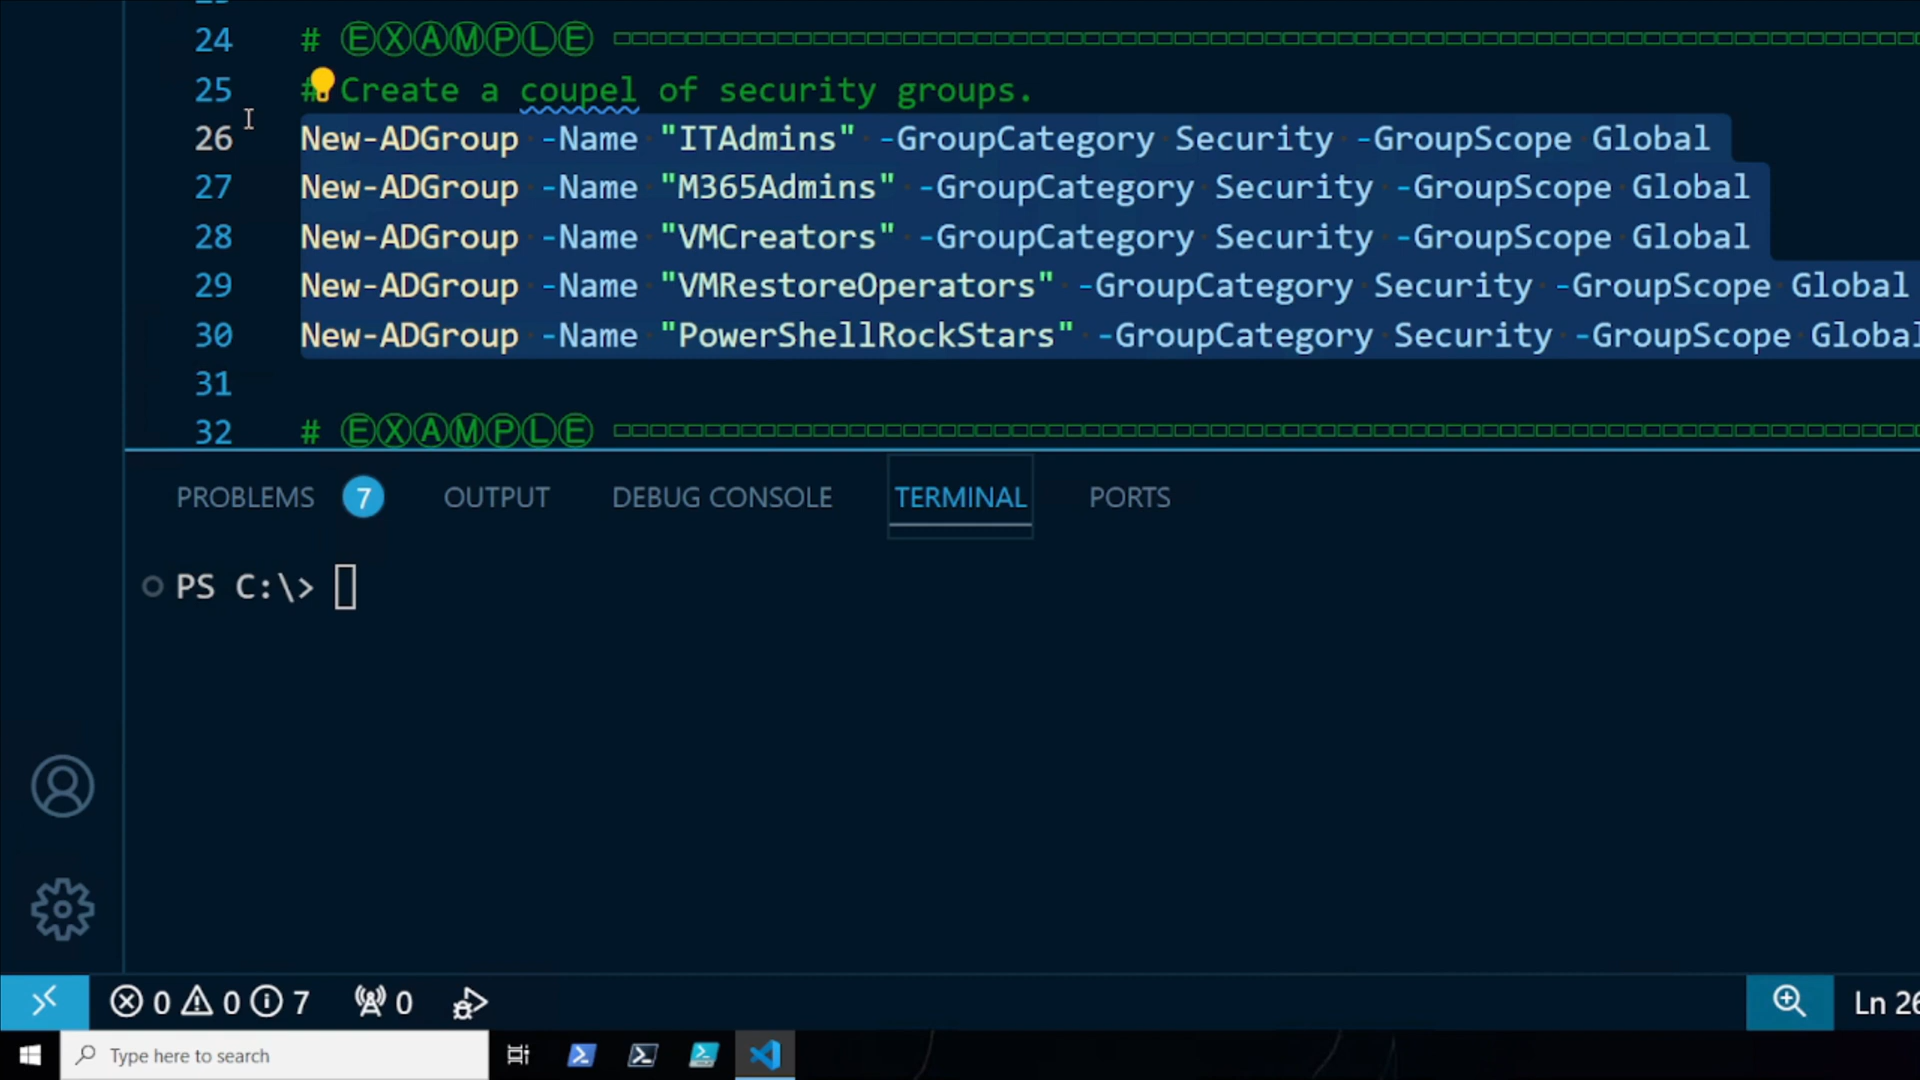 24 # ⒺⓍⒶⓂⓅⓁⒺ
25 # Create a coupel of security groups.
26 New-ADGroup -Name "ITAdmins" -GroupCategory Security -GroupScope Global
27 New-ADGroup -Name "M365Admins" -GroupCategory Security -GroupScope Global
28 New-ADGroup -Name "VMCreators" -GroupCategory Security -GroupScope Global
29 New-ADGroup -Name "VMRestoreOperators" -GroupCategory Security -GroupScope Global
30 New-ADGroup -Name "PowerShellRockStars" -GroupCategory Security -GroupScope Global
31
32 # ⒺⓍⒶⓂⓅⓁⒺ
PROBLEMS 7 OUTPUT DEBUG CONSOLE TERMINAL PORTS
PS C:\>
0 0 7 0 Ln 26
Type here to search